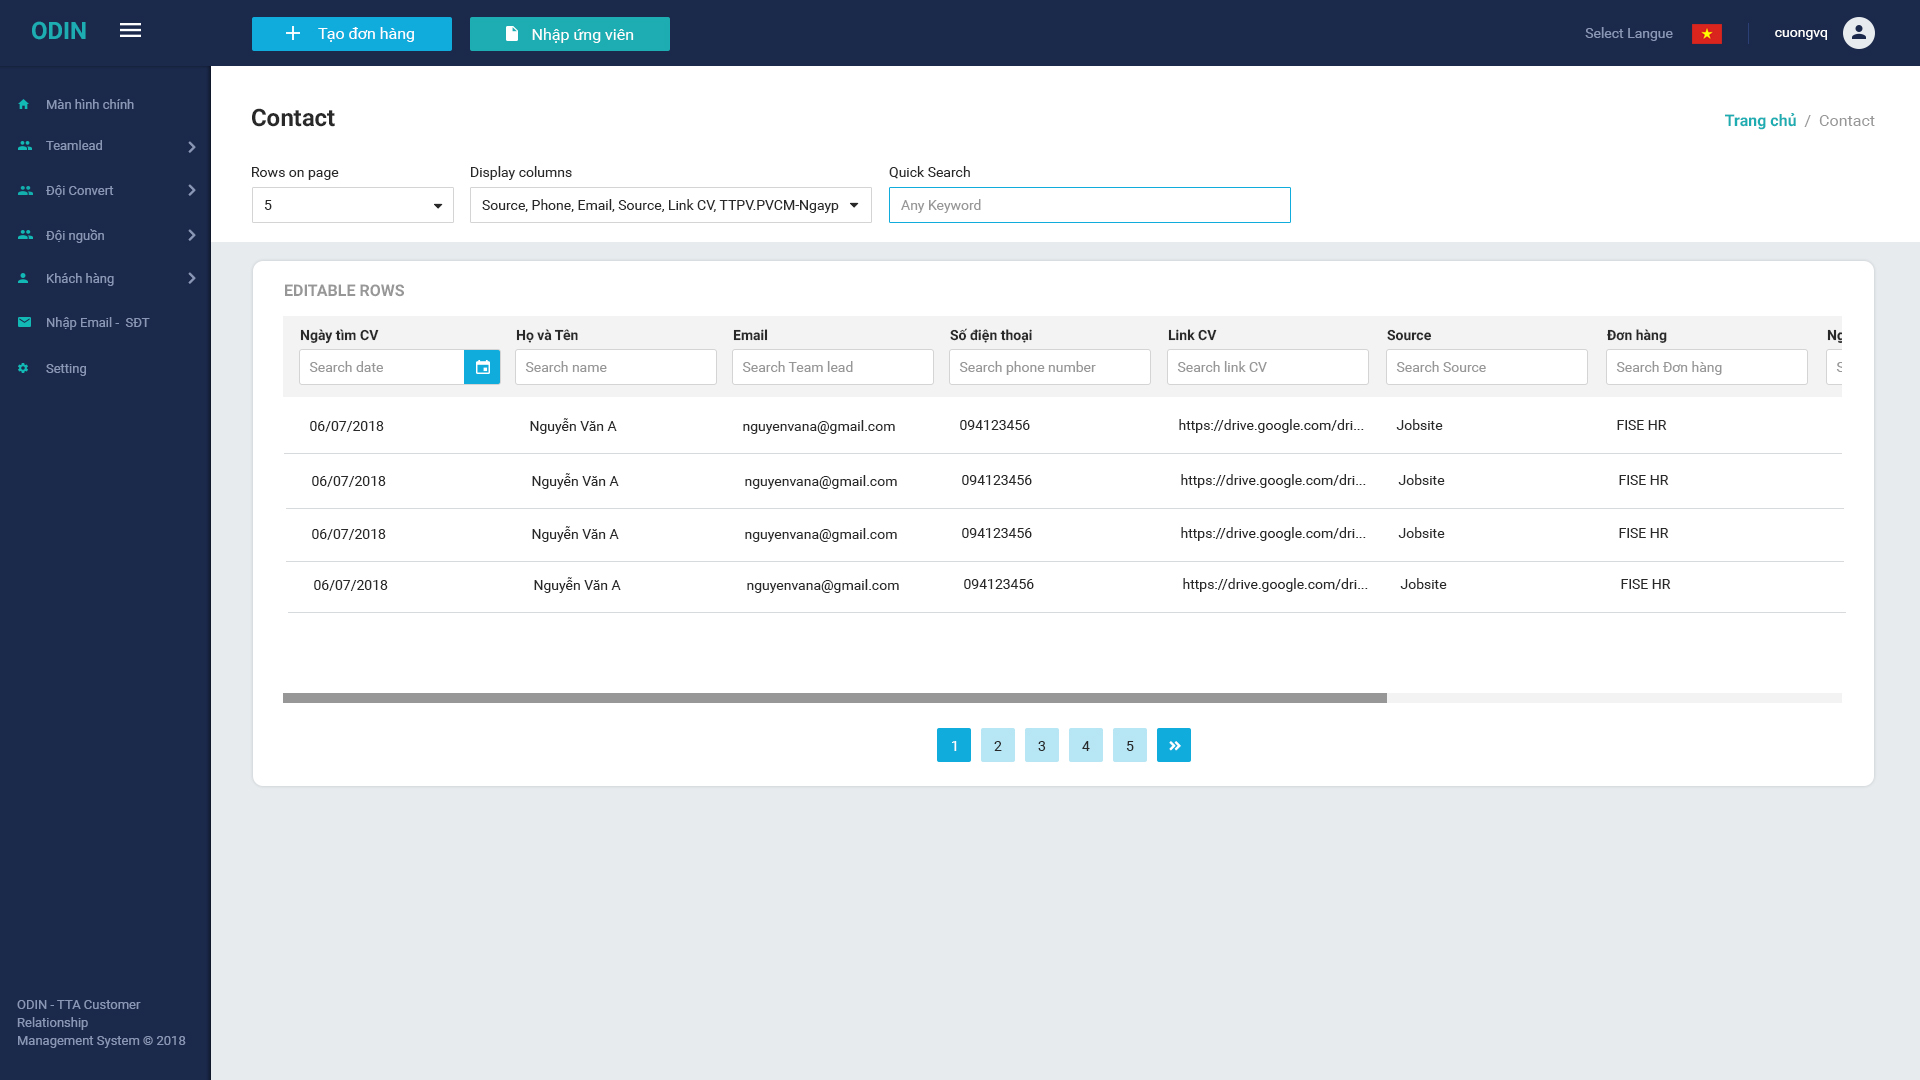 ODIN
Tạo đơn hàng
Nhập ứng viên
Select Langue
cuongvq
Màn hình chính
Teamlead
Đội Convert
Đội nguồn
Khách hàng
Nhập Email - SĐT
Setting
Contact
Trang chủ / Contact
Rows on page
Display columns
Quick Search
5
Source, Phone, Email, Source, Link CV, TTPV.PVCM-Ngayp
Any Keyword
EDITABLE ROWS
Ngày tìm CV Họ và Tên Email Số điện thoại Link CV Source Đơn hàng
Search date Search name Search Team lead Search phone number Search link CV Search Source Search Đơn hàng
06/07/2018 Nguyễn Văn A nguyenvana@gmail.com 094123456 https://drive.google.com/dri... Jobsite FISE HR
06/07/2018 Nguyễn Văn A nguyenvana@gmail.com 094123456 https://drive.google.com/dri... Jobsite FISE HR
06/07/2018 Nguyễn Văn A nguyenvana@gmail.com 094123456 https://drive.google.com/dri... Jobsite FISE HR
06/07/2018 Nguyễn Văn A nguyenvana@gmail.com 094123456 https://drive.google.com/dri... Jobsite FISE HR
1 2 3 4 5 »
ODIN - TTA Customer
Relationship
Management System © 2018